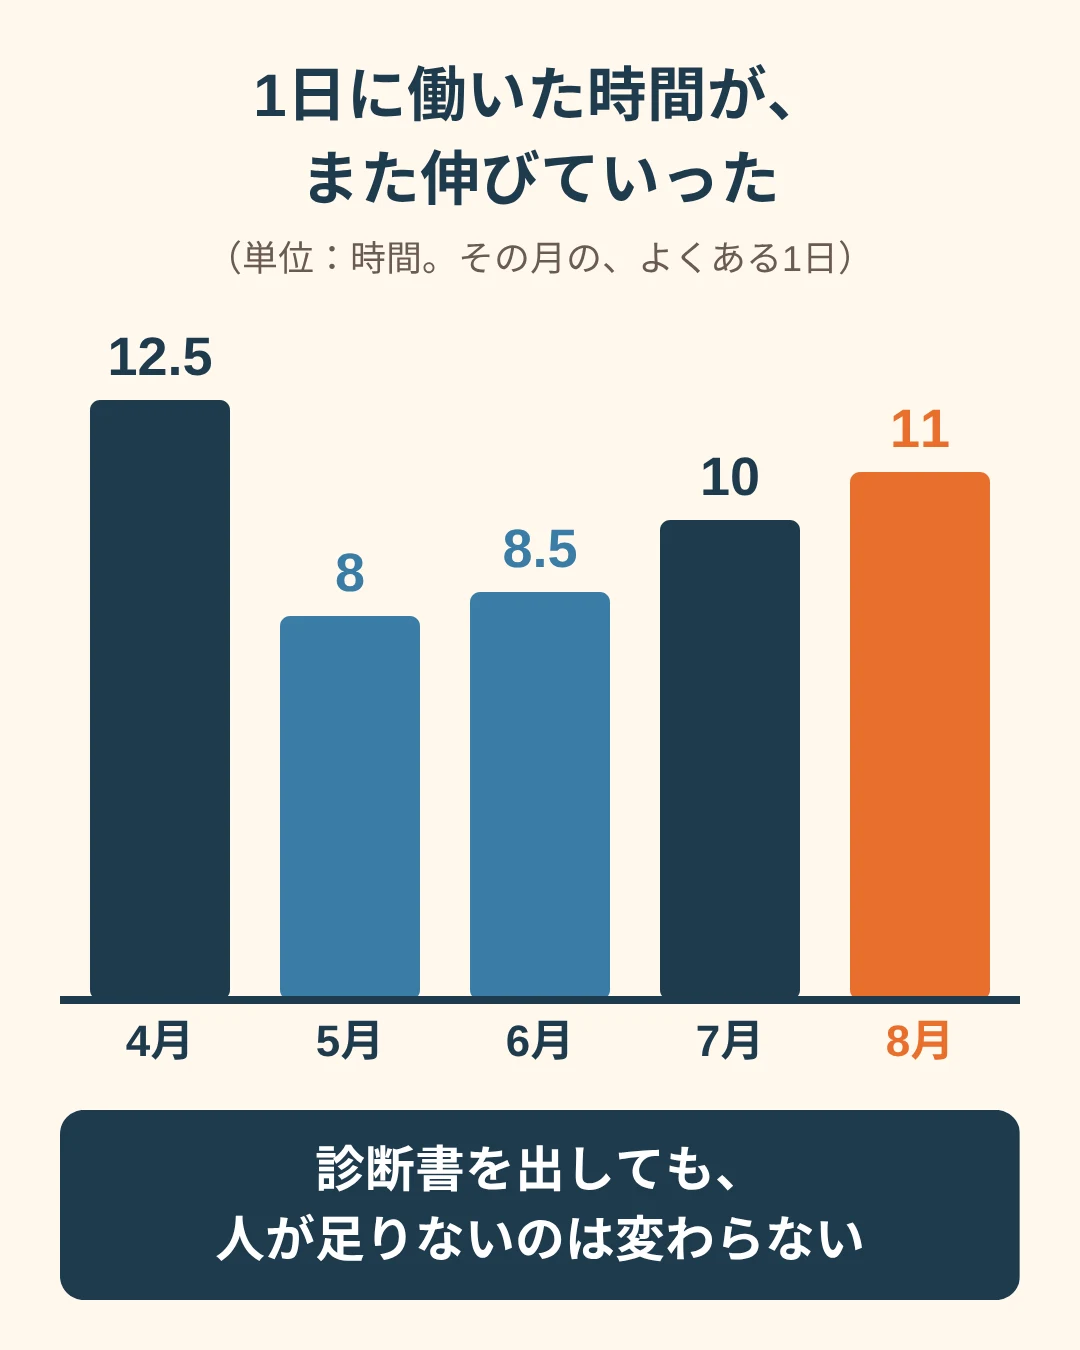 1日に働いた時間が、
また伸びていった
（単位：時間。その月の、よくある1日）
12.5
8
8.5
10
11
4月
5月
6月
7月
8月
診断書を出しても、
人が足りないのは変わらない